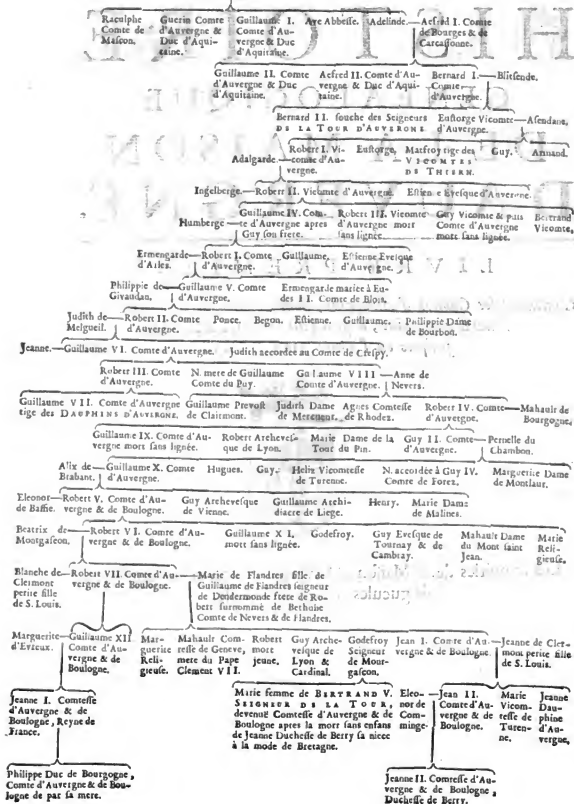 Raculphe Comte de Mascon.
Guerin Comte d'Auvergne & Duc d'Aquitaine.
Guillaume I. Comte d'Auvergne & Duc d'Aquitaine.
Ave Abbesse.
Adelinde.—Acfred I. Comte de Bourges & de Carcassonne.
Guillaume II. Comte d'Auvergne & Duc d'Aquitaine.
Acfred II. Comte d'Auvergne & Duc d'Aquitaine.
Bernard I. Comte d'Auvergne.—Blitsende.
Bernard II. souche des Seigneurs DE LA TOUR D'AUVERGNE
Eustorge Vicomte d'Auvergne.—Asendane.
Adalgarde.—Robert I. Vicomte d'Auvergne.
Eustorge,
Matfroy tige des VICOMTES DE THIERN.
Guy.
Armand.
Ingelberge.—Robert II. Vicomte d'Auvergne.
Estienne Evesque d'Auvergne.
Humberge—Guillaume IV. Comte d'Auvergne apres Guy son frere.
Robert III. Vicomte d'Auvergne mort sans lignée.
Guy Vicomte & puis Comte d'Auvergne mort sans lignée.
Bertrand Vicomte,
Ermengarde d'Arles.—Robert I. Comte d'Auvergne.
Guillaume,
Estienne Evesque d'Auvergne.
Philippie de Givaudan,—Guillaume V. Comte d'Auvergne.
Ermengarde mariée à Eudes II. Comte de Blois.
Judith de Melgueil.—Robert II. Comte d'Auvergne.
Ponce.
Begon.
Estienne.
Guillaume.
Philippie Dame de Bourbon.
Jeanne.—Guillaume VI. Comte d'Auvergne.
Judith accordée au Comte de Crespy.
Robert III. Comte d'Auvergne.
N. mere de Guillaume Comte du Puy.
Guillaume VIII Comte d'Auvergne.—Anne de Nevers.
Guillaume VII. Comte d'Auvergne tige des DAUPHINS D'AUVERGNE.
Guillaume Prevost de Clairmont.
Judith Dame de Mercueur.
Agnes Comtesse de Rhodez.
Robert IV. Comte d'Auvergne.—Mahault de Bourgogne,
Guillaume IX. Comte d'Auvergne mort sans lignée.
Robert Archevesque de Lyon.
Marie Dame de la Tour du Pin.
Guy II. Comte d'Auvergne.—Pernelle du Chambon.
Alix de Brabant.—Guillaume X. Comte d'Auvergne.
Hugues.
Guy.
Helix Vicomtesse de Turenne.
N. accordée à Guy IV. Comte de Forez.
Marguerite Dame de Montlaur.
Eleonor de Baffie.—Robert V. Comte d'Auvergne & de Boulogne.
Guy Archevesque de Vienne.
Guillaume Archidiacre de Liege.
Henry.
Marie Dame de Malines.
Beatrix de Montgascon.—Robert VI. Comte d'Auvergne & de Boulogne.
Guillaume XI, mort sans lignée.
Godefroy.
Guy Evesque de Tournay & de Cambray.
Mahault Dame du Mont saint Jean.
Marie Religieuse.
Blanche de Clermont petite fille de S. Louis.—Robert VII. Comte d'Auvergne & de Boulogne.—Marie de Flandres fille de Guillaume de Flandres seigneur de Dendermonde frere de Robert surnommé de Bethune Comte de Nevers & de Flandres.
Marguerite d'Evreux.—Guillaume XII Comte d'Auvergne & de Boulogne.
Marguerite Religieuse.
Mahault Comtesse de Geneve, mere du Pape Clement VII.
Robert mort jeune.
Guy Archevesque de Lyon & Cardinal.
Godefroy Seigneur de Mourgascon,
Jean I. Comte d'Auvergne & de Boulogne.—Jeanne de Clermont petite fille de S. Louis.
Jeanne I. Comtesse d'Auvergne & de Boulogne, Reyne de France.
Marie femme de BERTRAND V. SEIGNEUR DE LA TOUR, devenuë Comtesse d'Auvergne & de Boulogne apres la mort sans enfans de Jeanne Duchesse de Berry sa niece à la mode de Bretagne.
Eleonor de Comminge—Jean II. Comte d'Auvergne & de Boulogne.
Marie Vicomtesse de Turenne,
Jeanne Dauphine d'Auvergne,
Philippe Duc de Bourgogne, Comte d'Auvergne & de Boulogne de par sa mere.
Jeanne II. Comtesse d'Auvergne & de Boulogne, Duchesse de Berry.